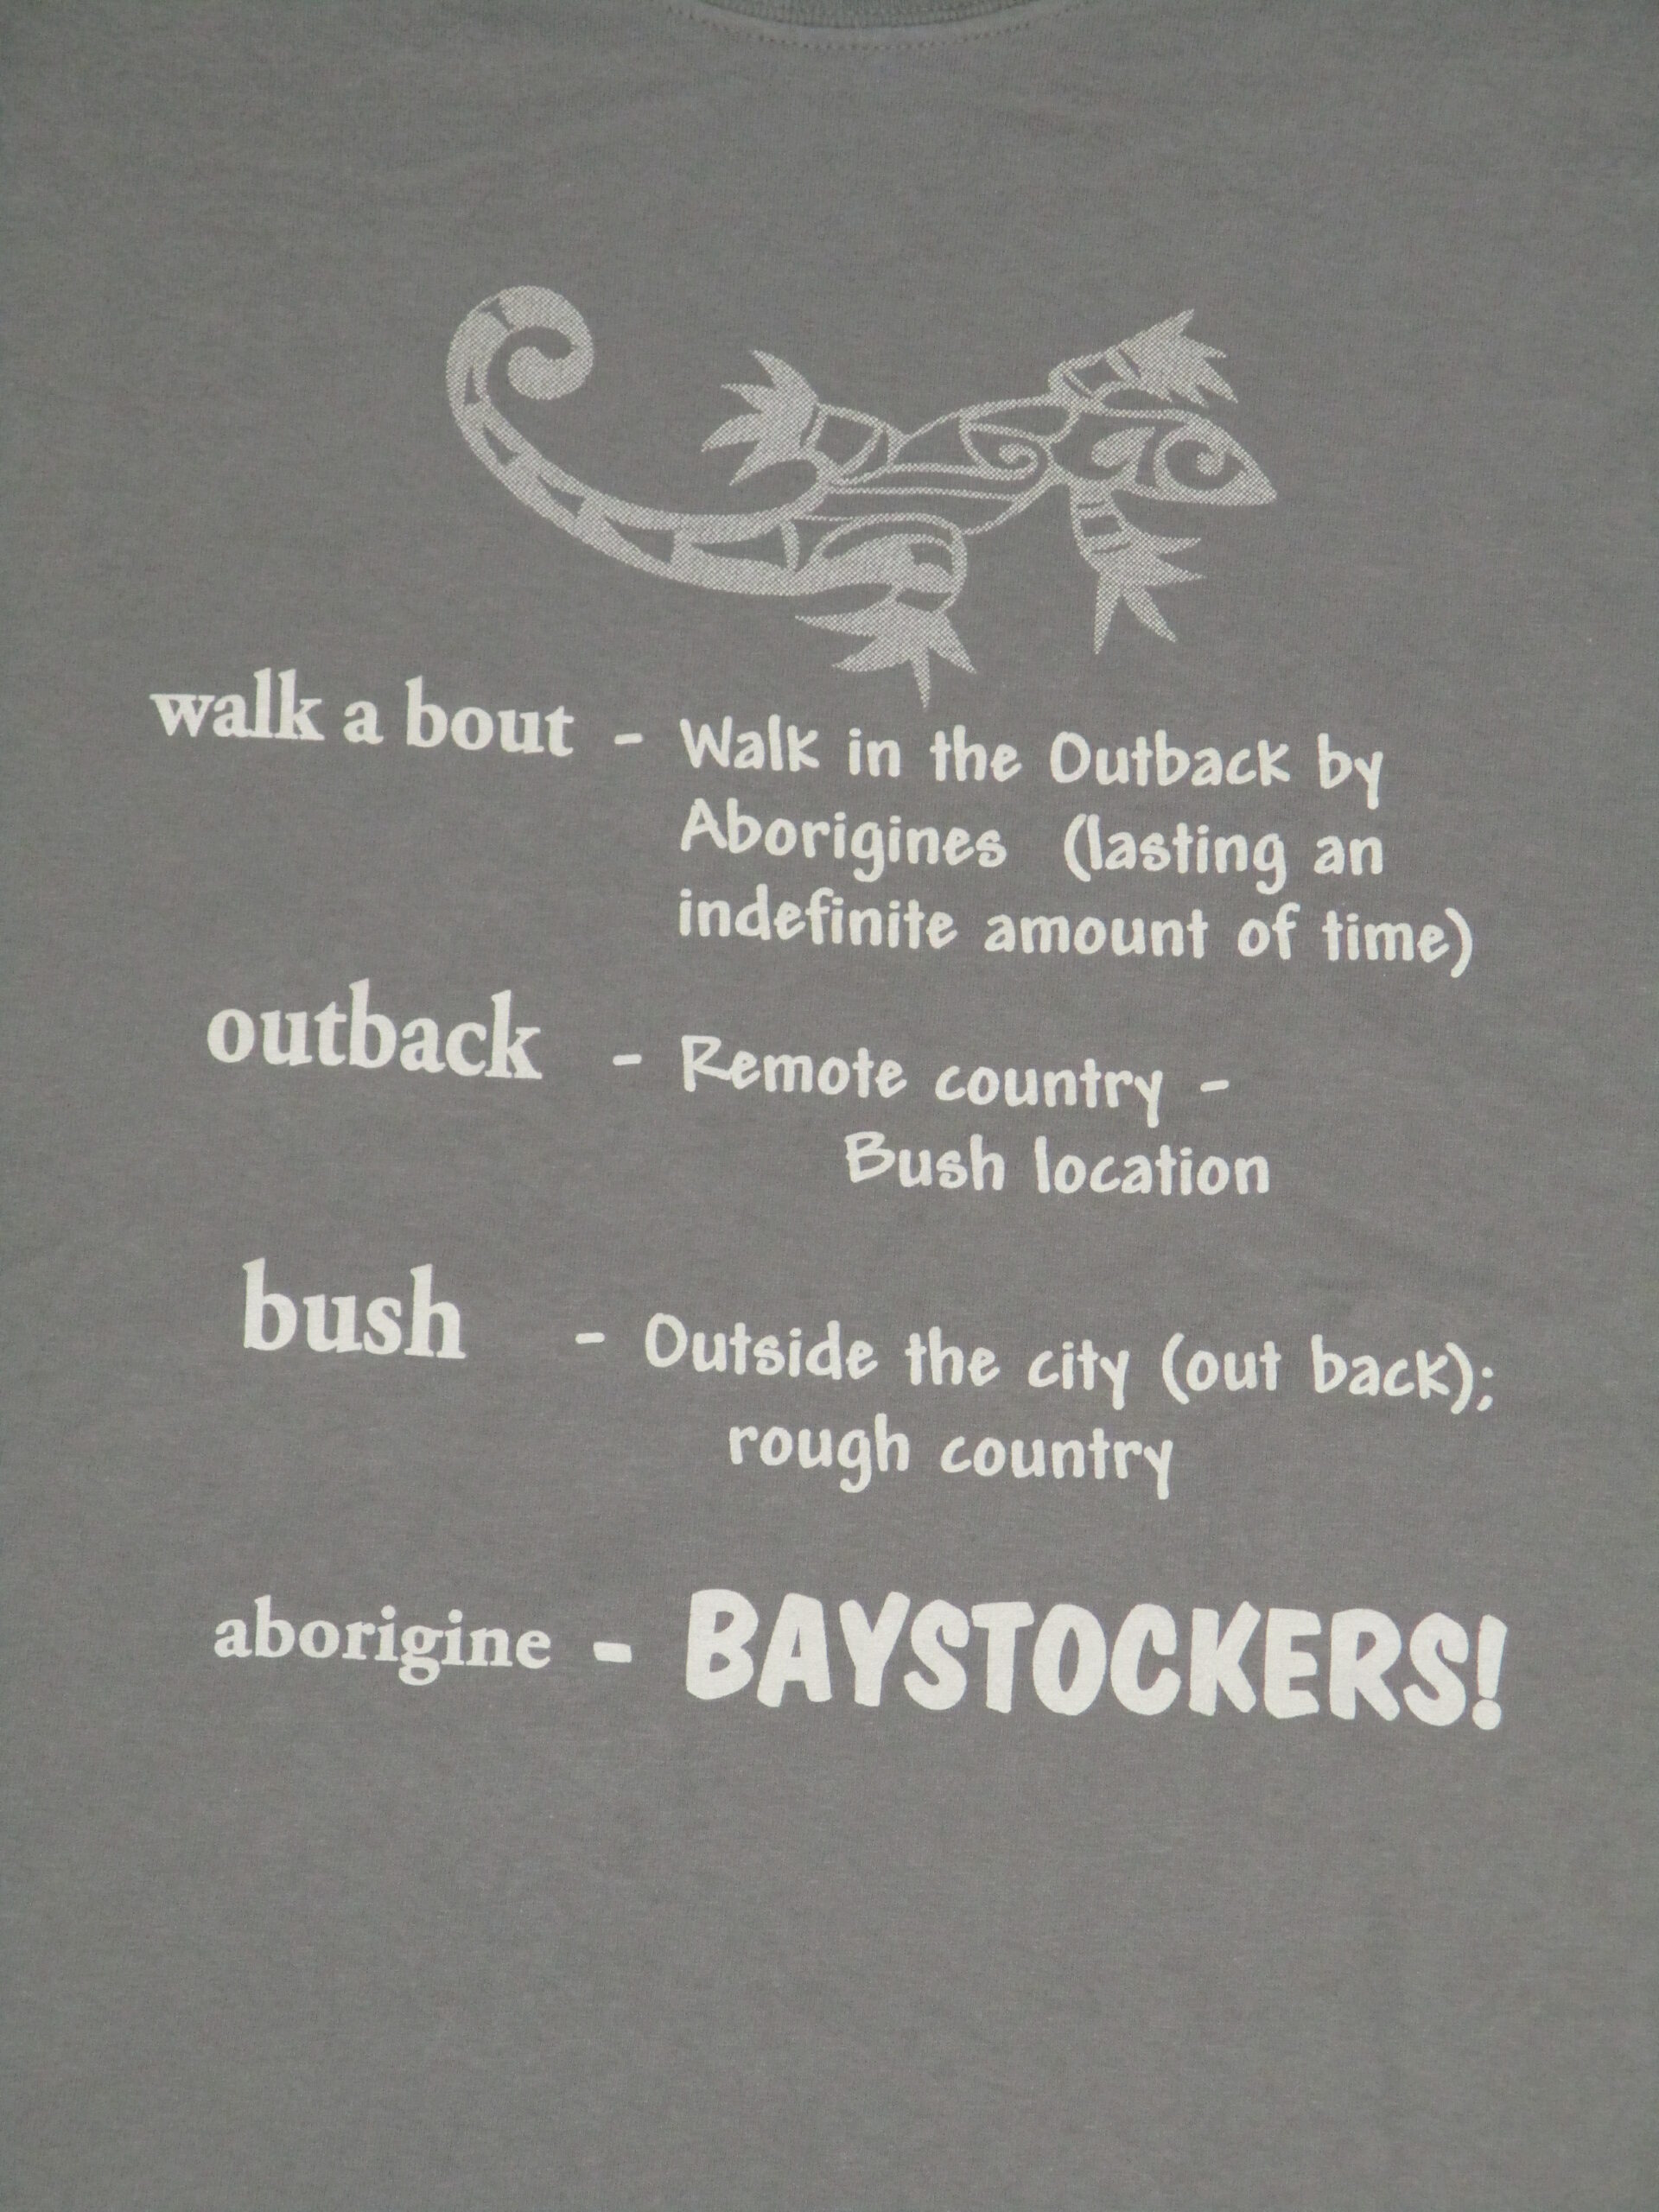 walk a bout - Walk in the Outback by
Aborigines (lasting an
indefinite amount of time)
outback - Remote country -
Bush location
bush - Outside the city (out back);
rough country
aborigine - BAYSTOCKERS!